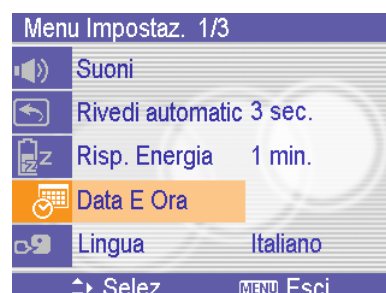 Menu Impostaz. 1/3
Suoni
Rivedi automatic 3 sec.
Risp. Energia 1 min.
Data E Ora
Lingua Italiano
Selez. MENU Esci